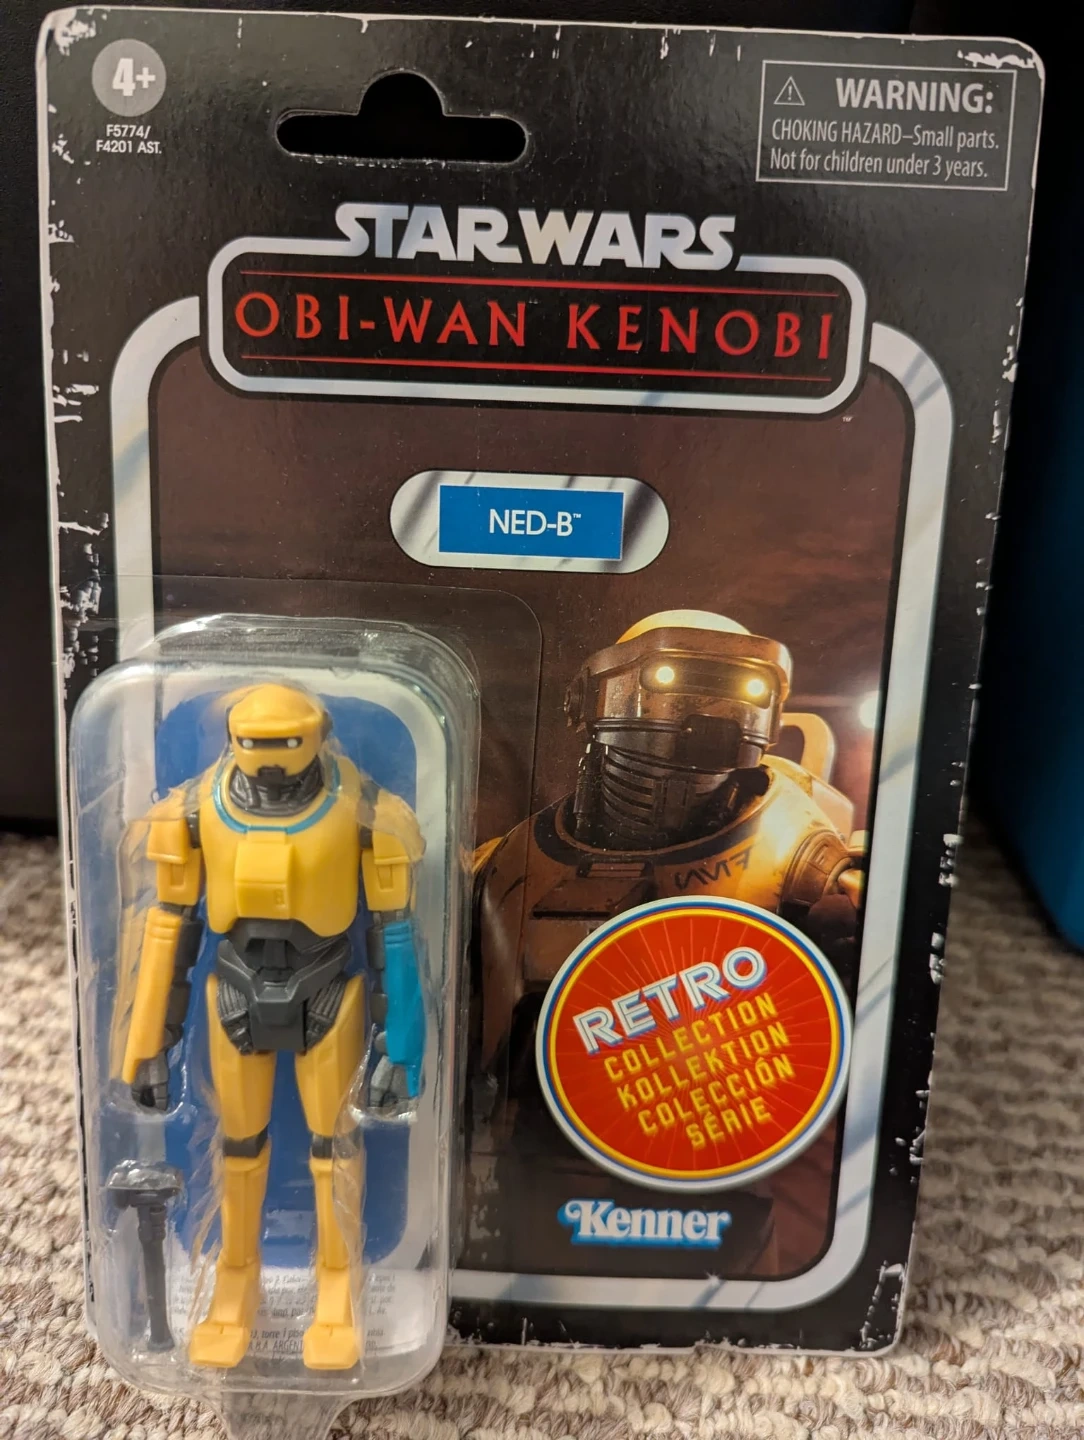 4+
F5774/
F4201 AST.
WARNING:
CHOKING HAZARD–Small parts.
Not for children under 3 years.
STAR WARS
OBI-WAN KENOBI
™
NED-B™
RETRO
COLLECTION
KOLLEKTION
COLECCIÓN
SÉRIE
Kenner